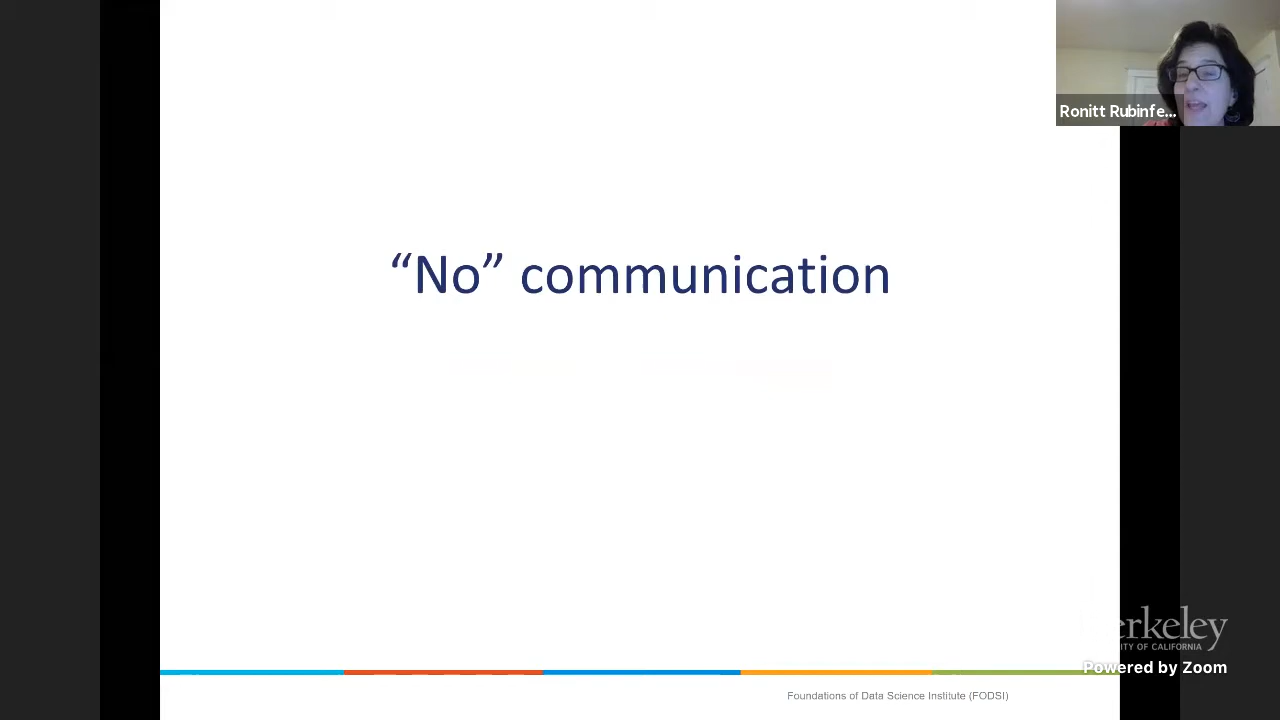 Ronitt Rubinfe...
“No” communication
erkeley
ITY OF CALIFORNIA
Powered by Zoom
Foundations of Data Science Institute (FODSI)